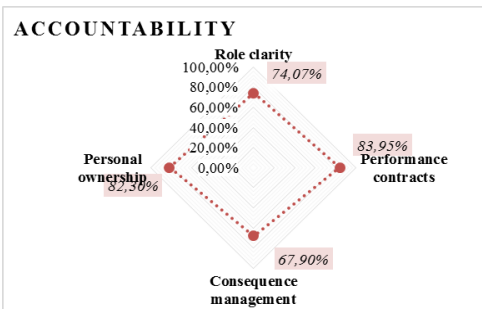 ACCOUNTABILITY
Role clarity
100,00%
74,07%
80,00%
60,00%
40,00%
20,00%
0,00%
83,95%
Performance
contracts
Personal
ownership
82,30%
67,90%
Consequence
management